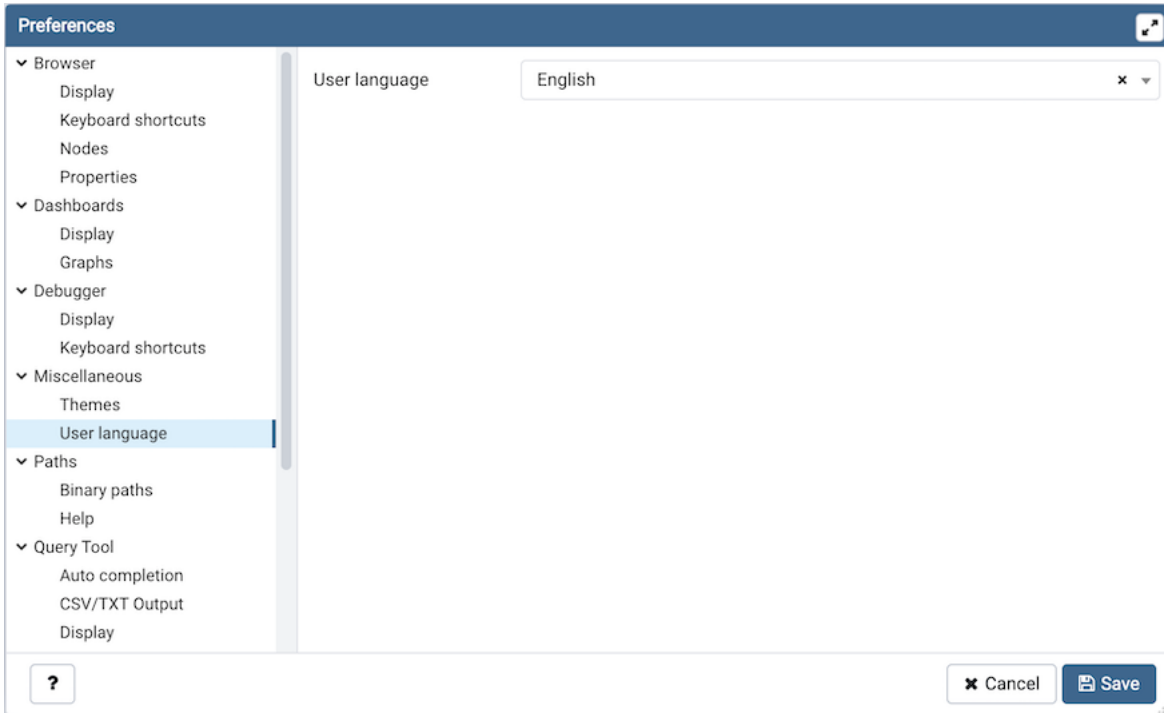 Preferences
Browser
Display
Keyboard shortcuts
Nodes
Properties
Dashboards
Display
Graphs
Debugger
Display
Keyboard shortcuts
Miscellaneous
Themes
User language
Paths
Binary paths
Help
Query Tool
Auto completion
CSV/TXT Output
Display
User language English
?
Cancel
Save